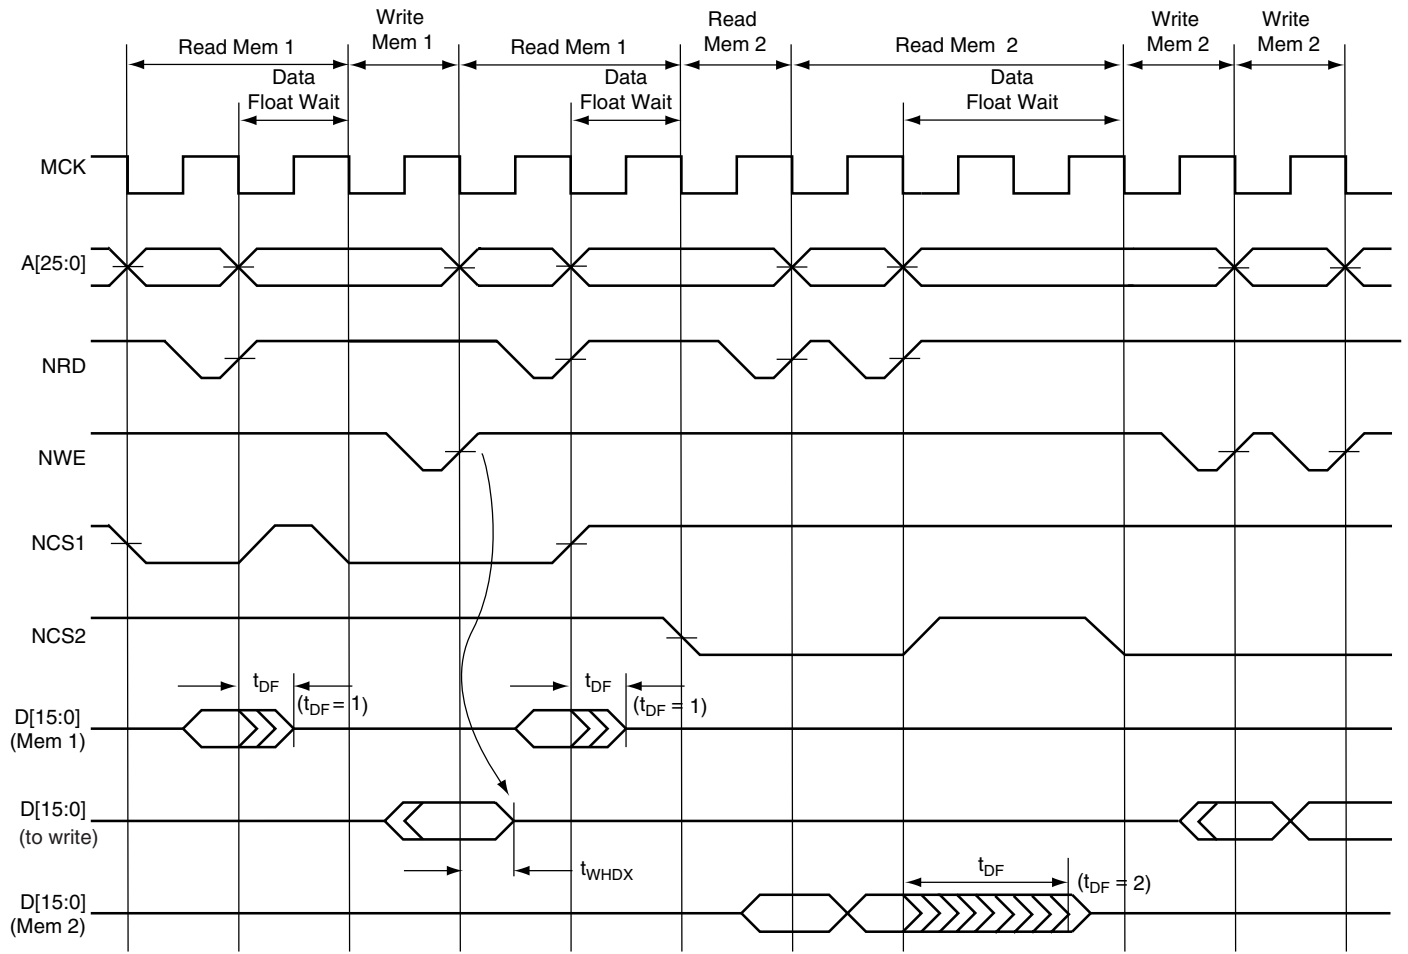 Write
Mem 1
Read
Mem 2
Write
Mem 2
Write
Mem 2
Read Mem 1
Read Mem 1
Read Mem 2
Data
Float Wait
Data
Float Wait
Data
Float Wait
MCK
A[25:0]
NRD
NWE
NCS1
NCS2
tDF
(tDF = 1)
tDF
(tDF = 1)
D[15:0]
(Mem 1)
D[15:0]
(to write)
tWHDX
tDF
(tDF = 2)
D[15:0]
(Mem 2)